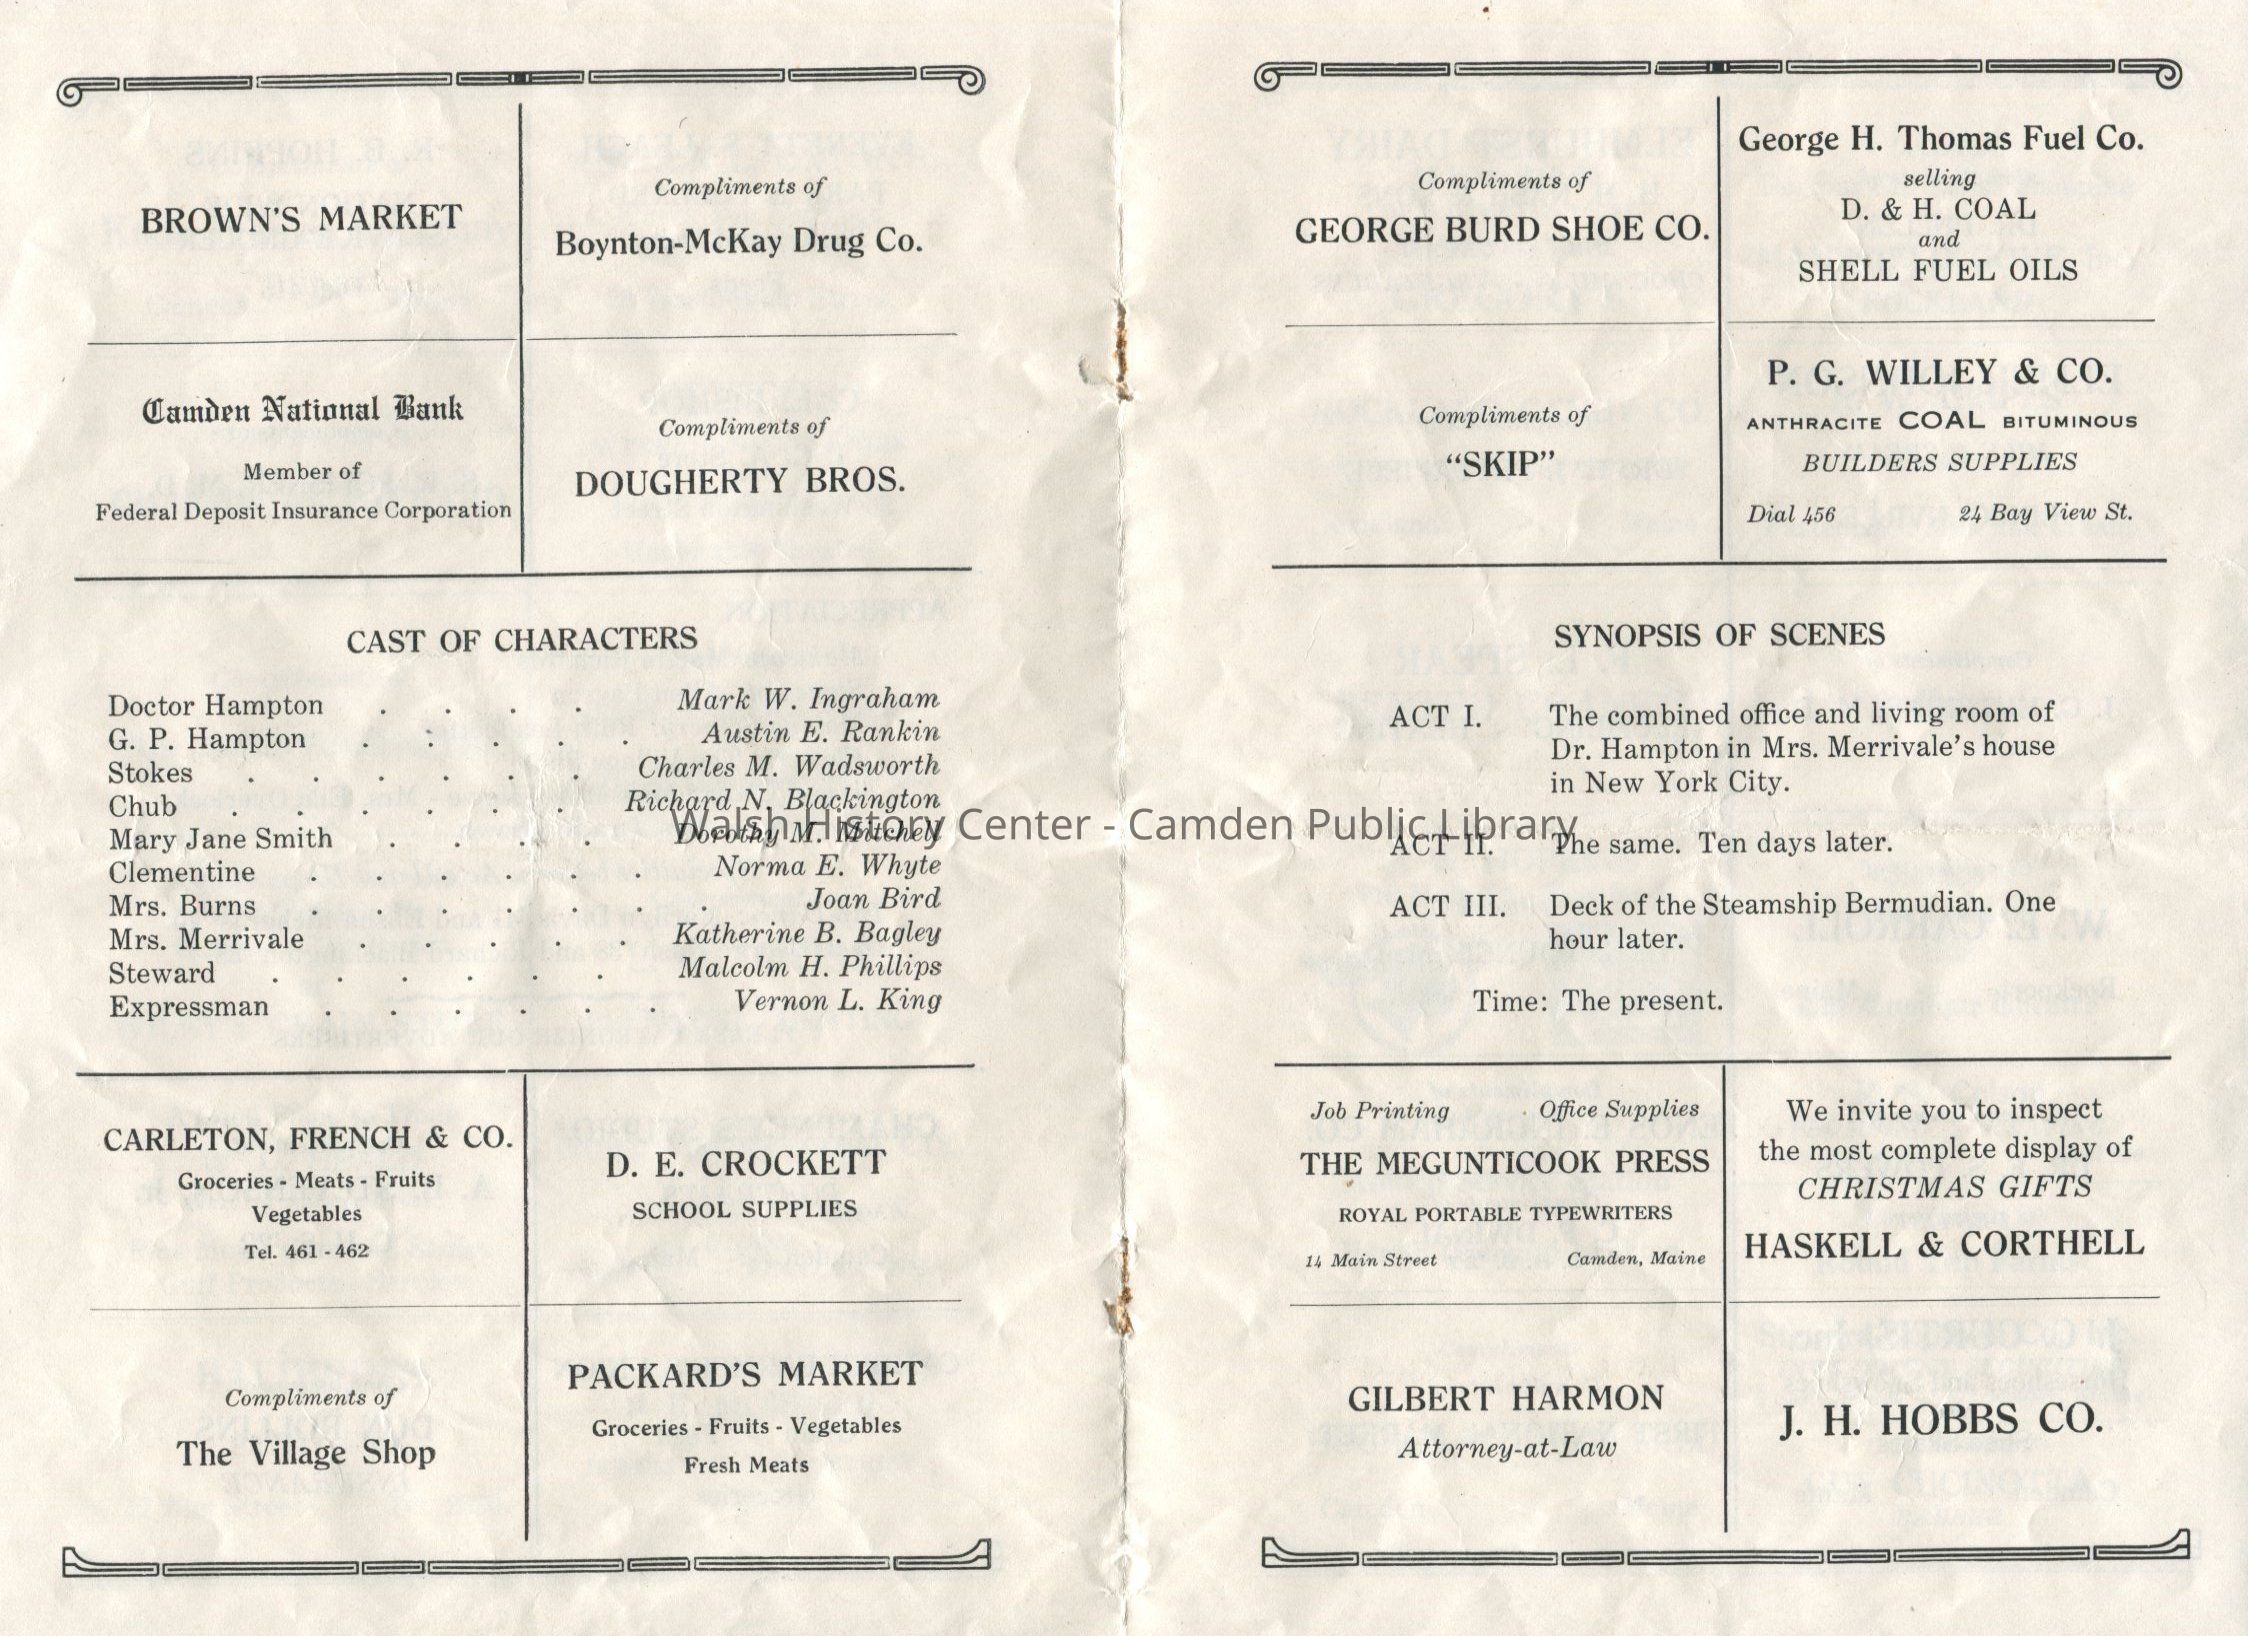 BROWN'S MARKET
Compliments of
Boynton-McKay Drug Co.
Camden National Bank
Member of
Federal Deposit Insurance Corporation
Compliments of
DOUGHERTY BROS.
CAST OF CHARACTERS
Doctor Hampton . . . . Mark W. Ingraham
G. P. Hampton . . . . . Austin E. Rankin
Stokes . . . . . . Charles M. Wadsworth
Chub . . . . . . Richard N. Blackington
Mary Jane Smith . . . . Dorothy M. Mitchell
Clementine . . . . . . Norma E. Whyte
Mrs. Burns . . . . . . . Joan Bird
Mrs. Merrivale . . . . . Katherine B. Bagley
Steward . . . . . . Malcolm H. Phillips
Expressman . . . . . . Vernon L. King
CARLETON, FRENCH & CO.
Groceries - Meats - Fruits
Vegetables
Tel. 461 - 462
D. E. CROCKETT
SCHOOL SUPPLIES
Compliments of
The Village Shop
PACKARD'S MARKET
Groceries - Fruits - Vegetables
Fresh Meats
Compliments of
GEORGE BURD SHOE CO.
George H. Thomas Fuel Co.
selling
D. & H. COAL
and
SHELL FUEL OILS
Compliments of
"SKIP"
P. G. WILLEY & CO.
ANTHRACITE COAL BITUMINOUS
BUILDERS SUPPLIES
Dial 456 24 Bay View St.
SYNOPSIS OF SCENES
ACT I. The combined office and living room of
Dr. Hampton in Mrs. Merrivale's house
in New York City.
ACT II. The same. Ten days later.
ACT III. Deck of the Steamship Bermudian. One
hour later.
Time: The present.
Job Printing Office Supplies
THE MEGUNTICOOK PRESS
ROYAL PORTABLE TYPEWRITERS
14 Main Street Camden, Maine
We invite you to inspect
the most complete display of
CHRISTMAS GIFTS
HASKELL & CORTHELL
GILBERT HARMON
Attorney-at-Law
J. H. HOBBS CO.
Walsh History Center - Camden Public Library